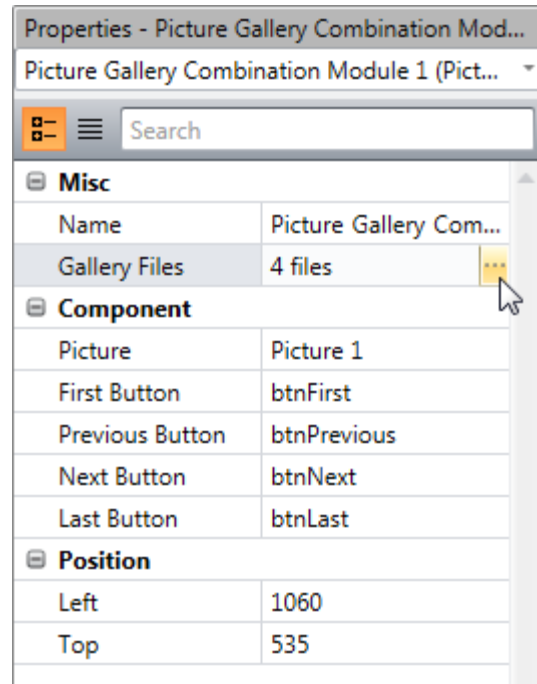 Properties - Picture Gallery Combination Mod...
Picture Gallery Combination Module 1 (Pict...
Search
Misc
Name Picture Gallery Com...
Gallery Files 4 files ...
Component
Picture Picture 1
First Button btnFirst
Previous Button btnPrevious
Next Button btnNext
Last Button btnLast
Position
Left 1060
Top 535